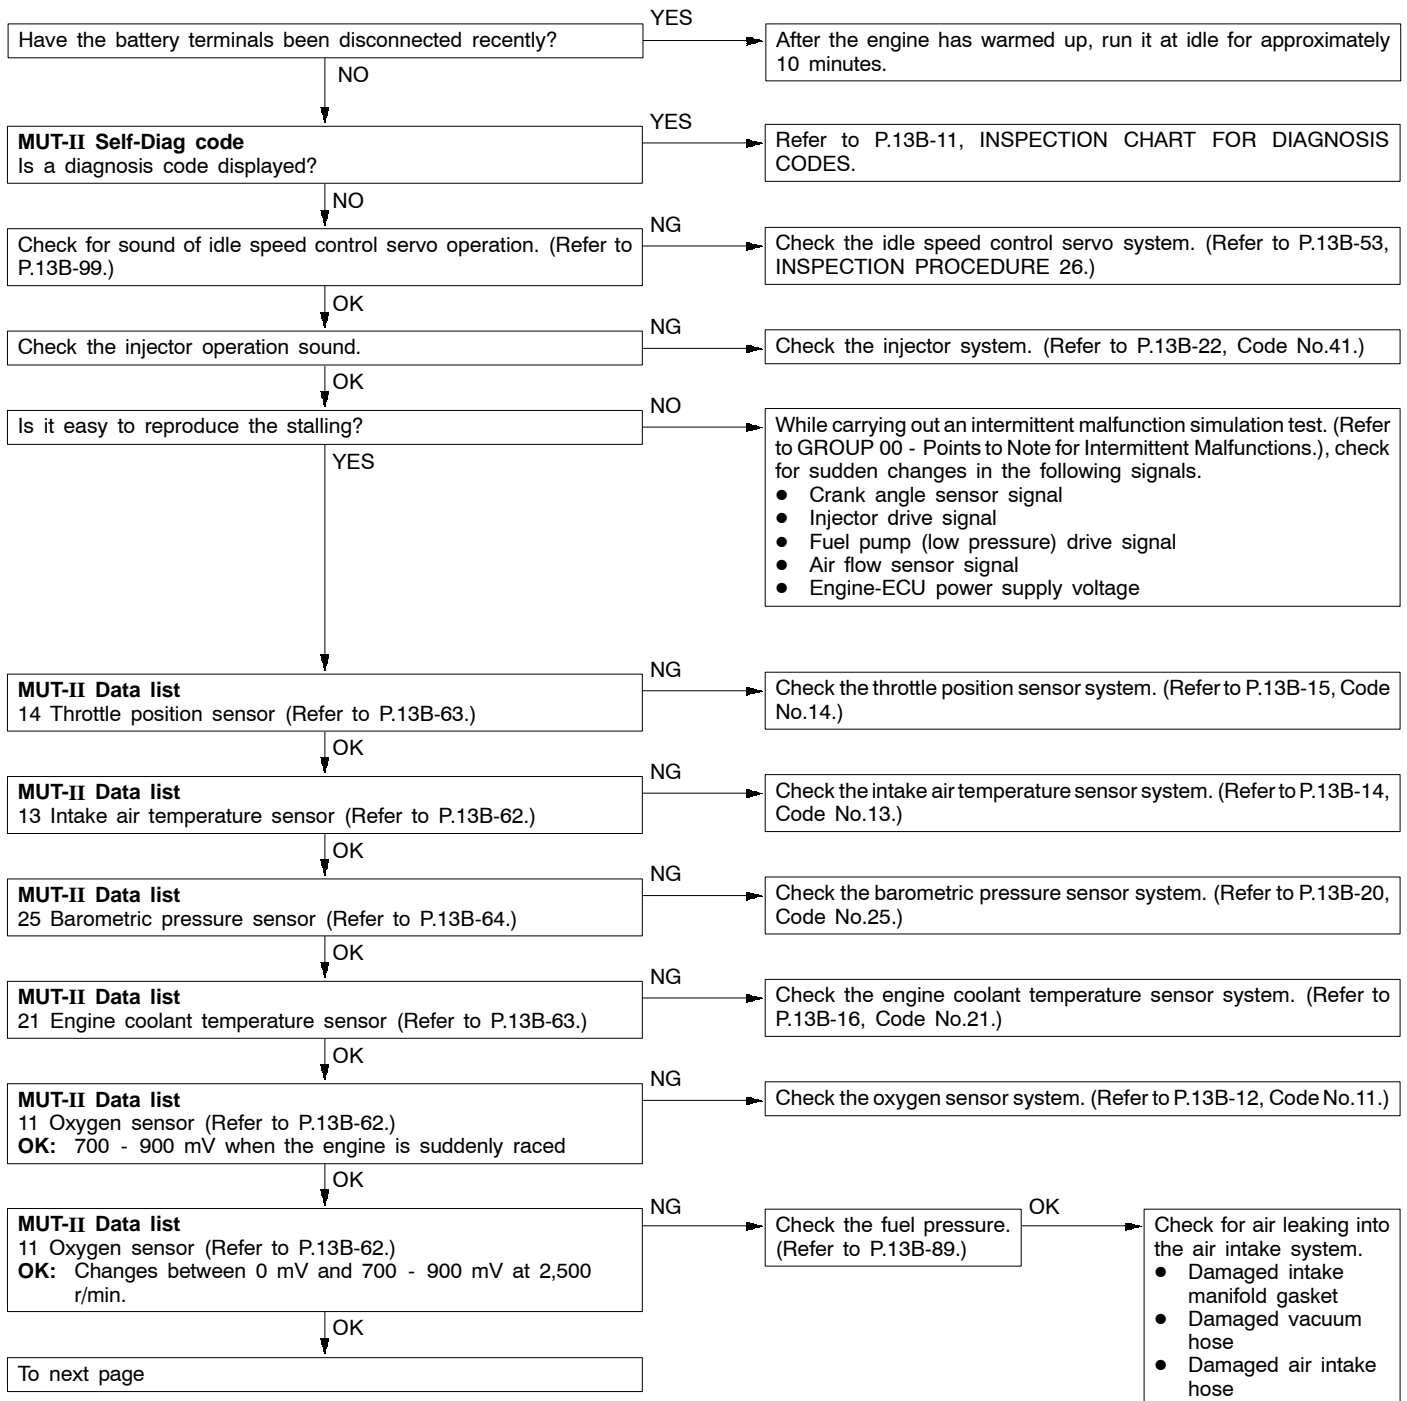 Have the battery terminals been disconnected recently?
YES
After the engine has warmed up, run it at idle for approximately
10 minutes.
NO
MUT-II Self-Diag code
Is a diagnosis code displayed?
YES
Refer to P.13B-11, INSPECTION CHART FOR DIAGNOSIS
CODES.
NO
Check for sound of idle speed control servo operation. (Refer to
P.13B-99.)
NG
Check the idle speed control servo system. (Refer to P.13B-53,
INSPECTION PROCEDURE 26.)
OK
Check the injector operation sound.
NG
Check the injector system. (Refer to P.13B-22, Code No.41.)
OK
Is it easy to reproduce the stalling?
NO
While carrying out an intermittent malfunction simulation test. (Refer
to GROUP 00 - Points to Note for Intermittent Malfunctions.), check
for sudden changes in the following signals.
● Crank angle sensor signal
● Injector drive signal
● Fuel pump (low pressure) drive signal
● Air flow sensor signal
● Engine-ECU power supply voltage
YES
MUT-II Data list
14 Throttle position sensor (Refer to P.13B-63.)
NG
Check the throttle position sensor system. (Refer to P.13B-15, Code
No.14.)
OK
MUT-II Data list
13 Intake air temperature sensor (Refer to P.13B-62.)
NG
Check the intake air temperature sensor system. (Refer to P.13B-14,
Code No.13.)
OK
MUT-II Data list
25 Barometric pressure sensor (Refer to P.13B-64.)
NG
Check the barometric pressure sensor system. (Refer to P.13B-20,
Code No.25.)
OK
MUT-II Data list
21 Engine coolant temperature sensor (Refer to P.13B-63.)
NG
Check the engine coolant temperature sensor system. (Refer to
P.13B-16, Code No.21.)
OK
MUT-II Data list
11 Oxygen sensor (Refer to P.13B-62.)
OK: 700 - 900 mV when the engine is suddenly raced
NG
Check the oxygen sensor system. (Refer to P.13B-12, Code No.11.)
OK
MUT-II Data list
11 Oxygen sensor (Refer to P.13B-62.)
OK: Changes between 0 mV and 700 - 900 mV at 2,500
r/min.
NG
Check the fuel pressure.
(Refer to P.13B-89.)
OK
Check for air leaking into
the air intake system.
● Damaged intake
manifold gasket
● Damaged vacuum
hose
● Damaged air intake
hose
OK
To next page